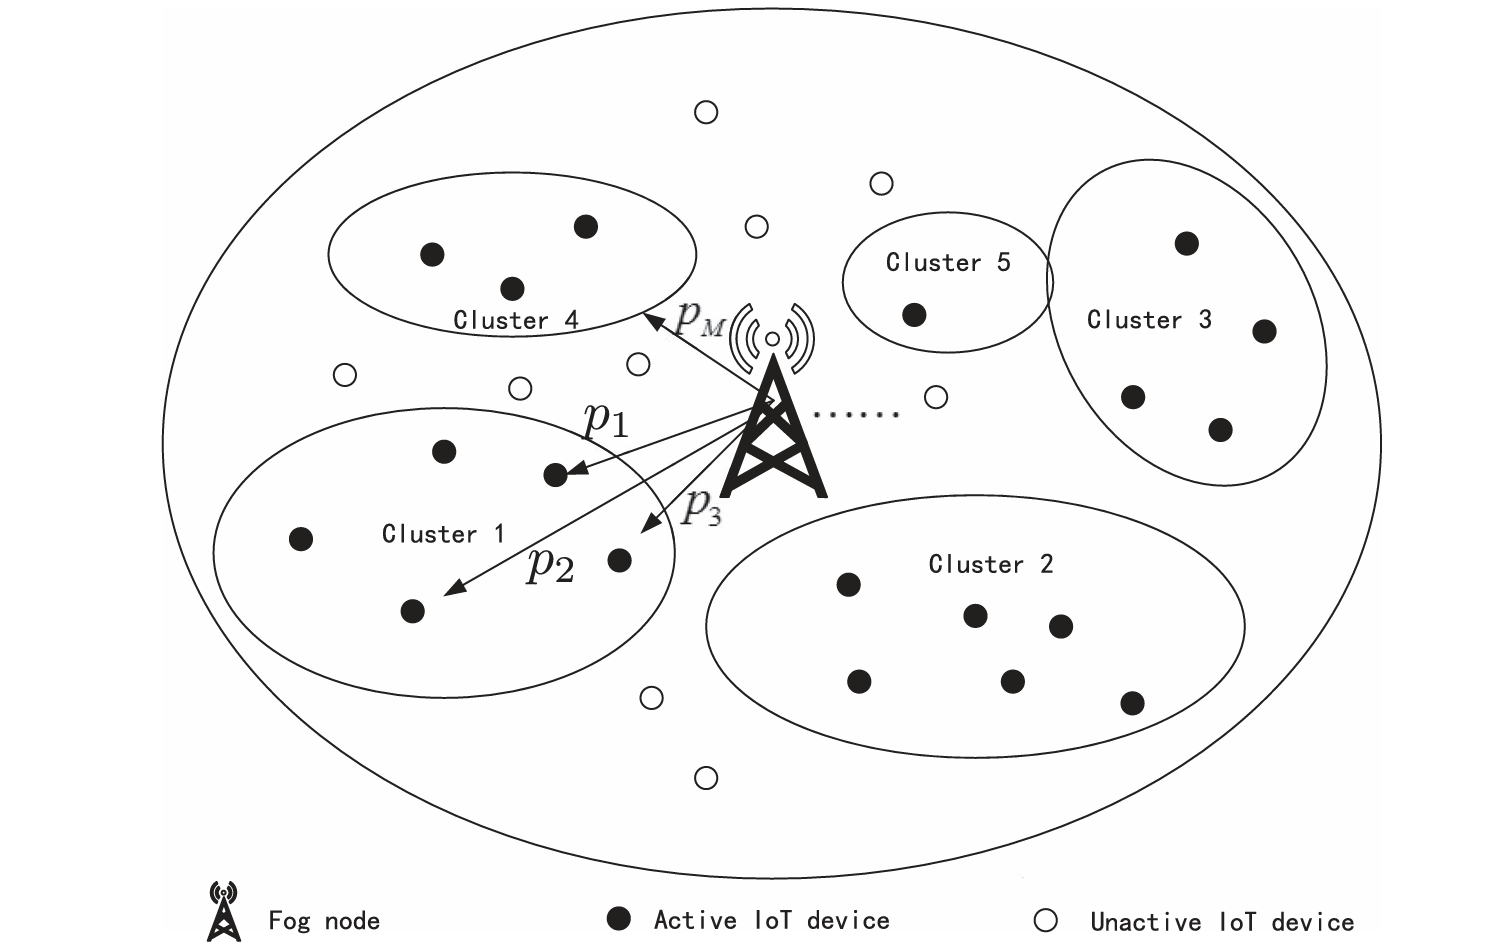 Cluster 5
Cluster 4
p_M
Cluster 3
......
p_1
p_3
Cluster 1
p_2
Cluster 2
Fog node
Active IoT device
Unactive IoT device